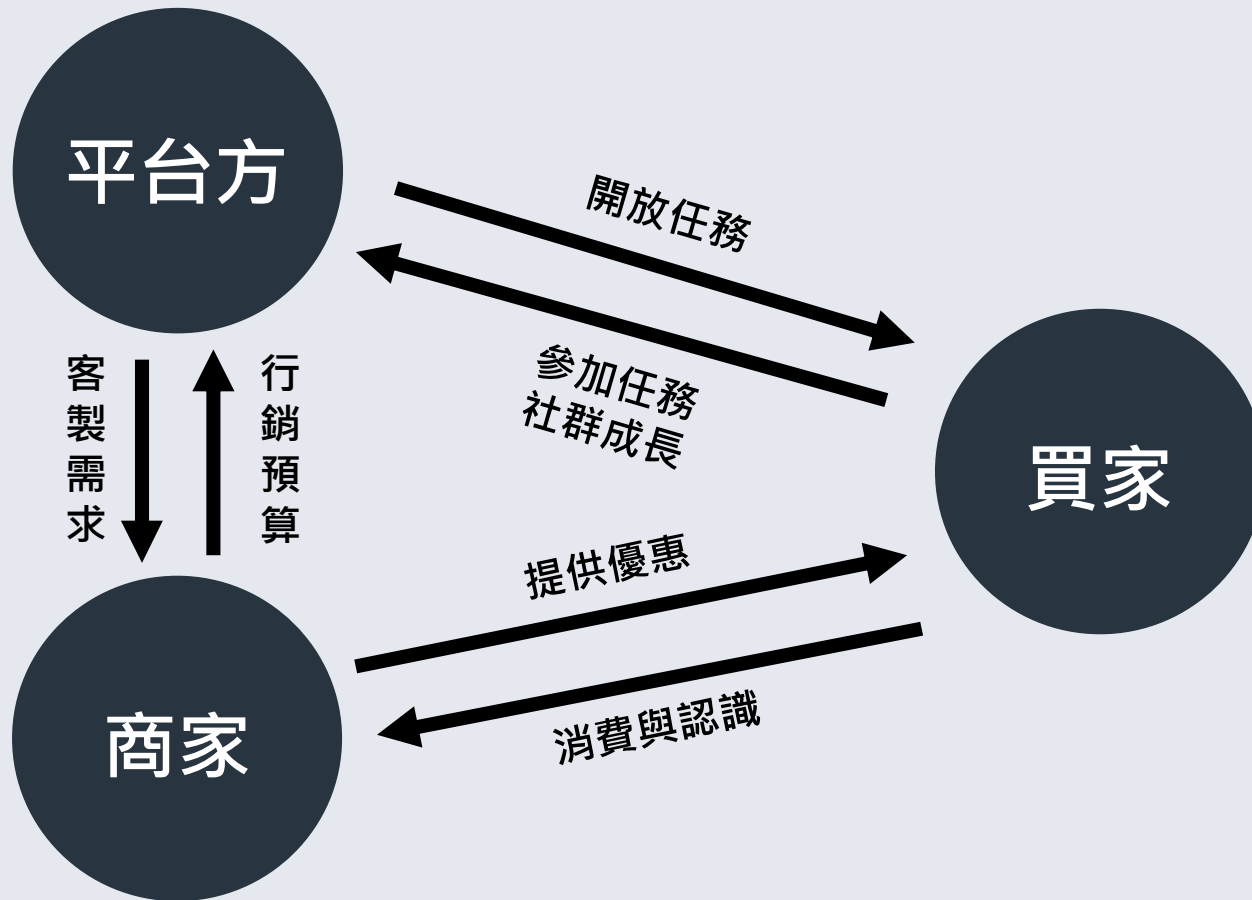 平台方
開放任務
參加任務
社群成長
客製需求
行銷預算
買家
提供優惠
消費與認識
商家